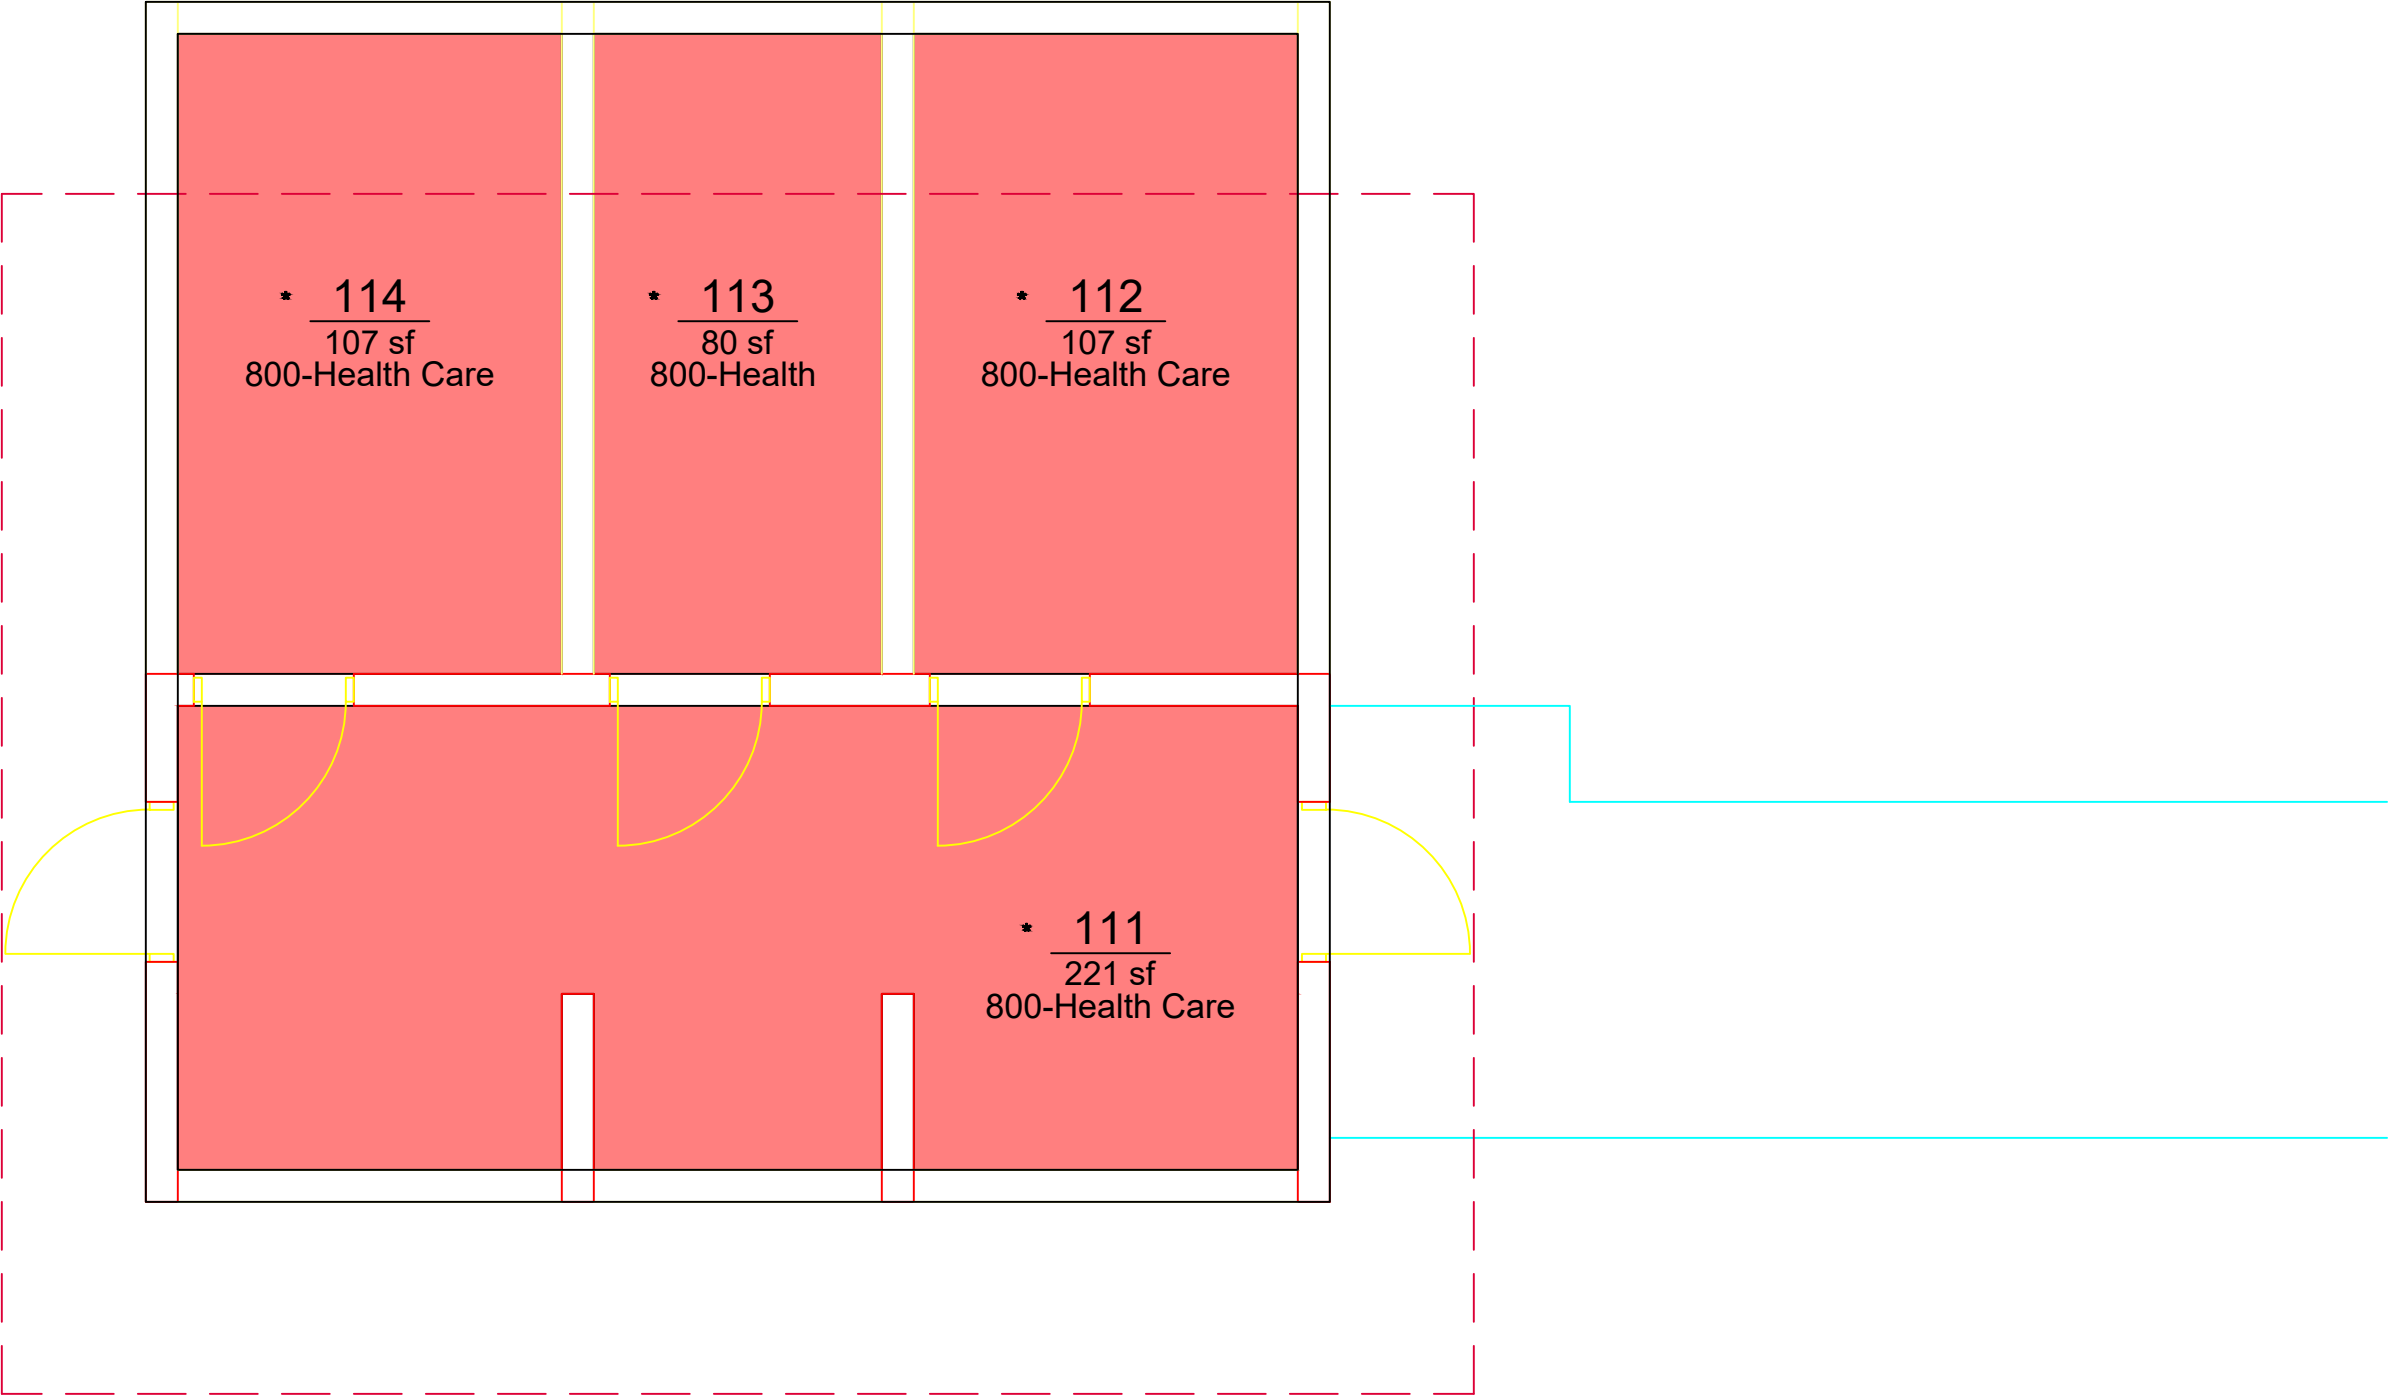 * 114
107 sf
800-Health Care
* 113
80 sf
800-Health
* 112
107 sf
800-Health Care
* 111
221 sf
800-Health Care